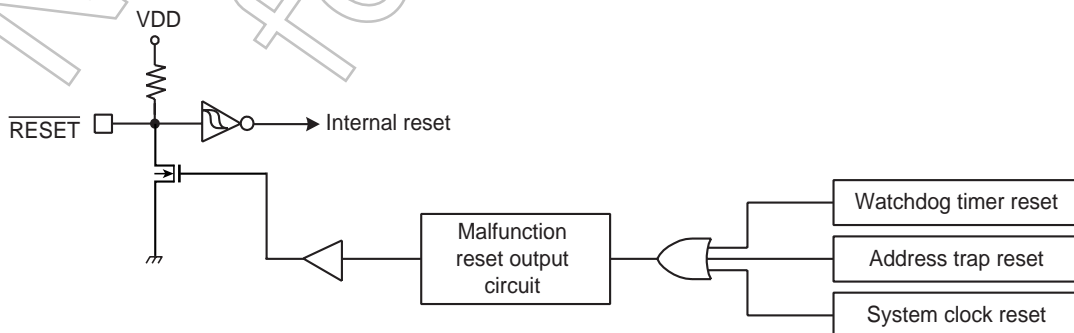 VDD
RESET
Internal reset
Watchdog timer reset
Malfunction
reset output
circuit
Address trap reset
System clock reset